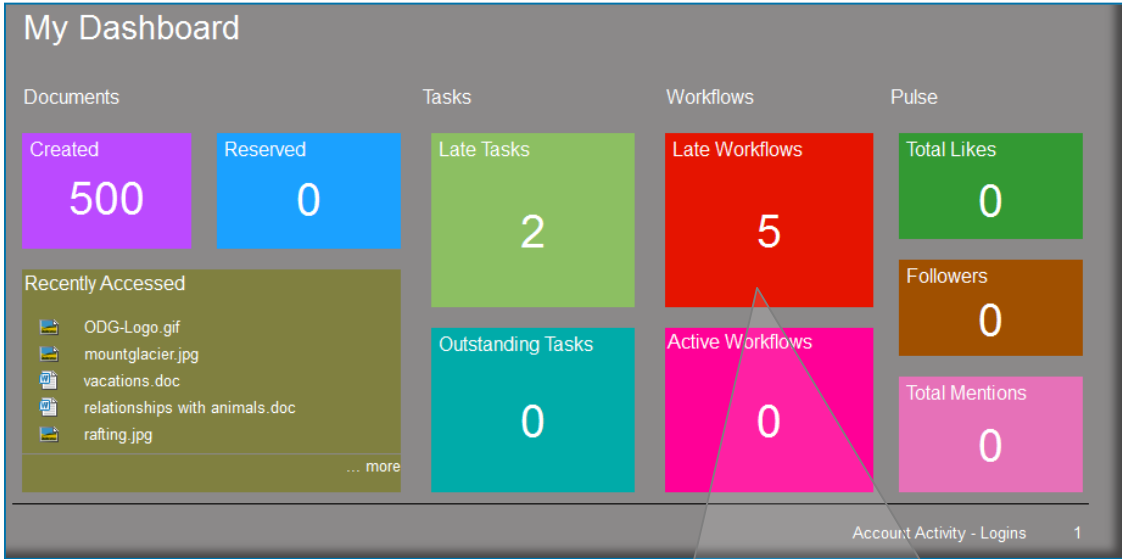 My Dashboard
Documents
Tasks
Workflows
Pulse
Created
500
Reserved
0
Recently Accessed
ODG-Logo.gif
mountglacier.jpg
vacations.doc
relationships with animals.doc
rafting.jpg
... more
Late Tasks
2
Outstanding Tasks
0
Late Workflows
5
Active Workflows
0
Total Likes
0
Followers
0
Total Mentions
0
Account Activity - Logins 1